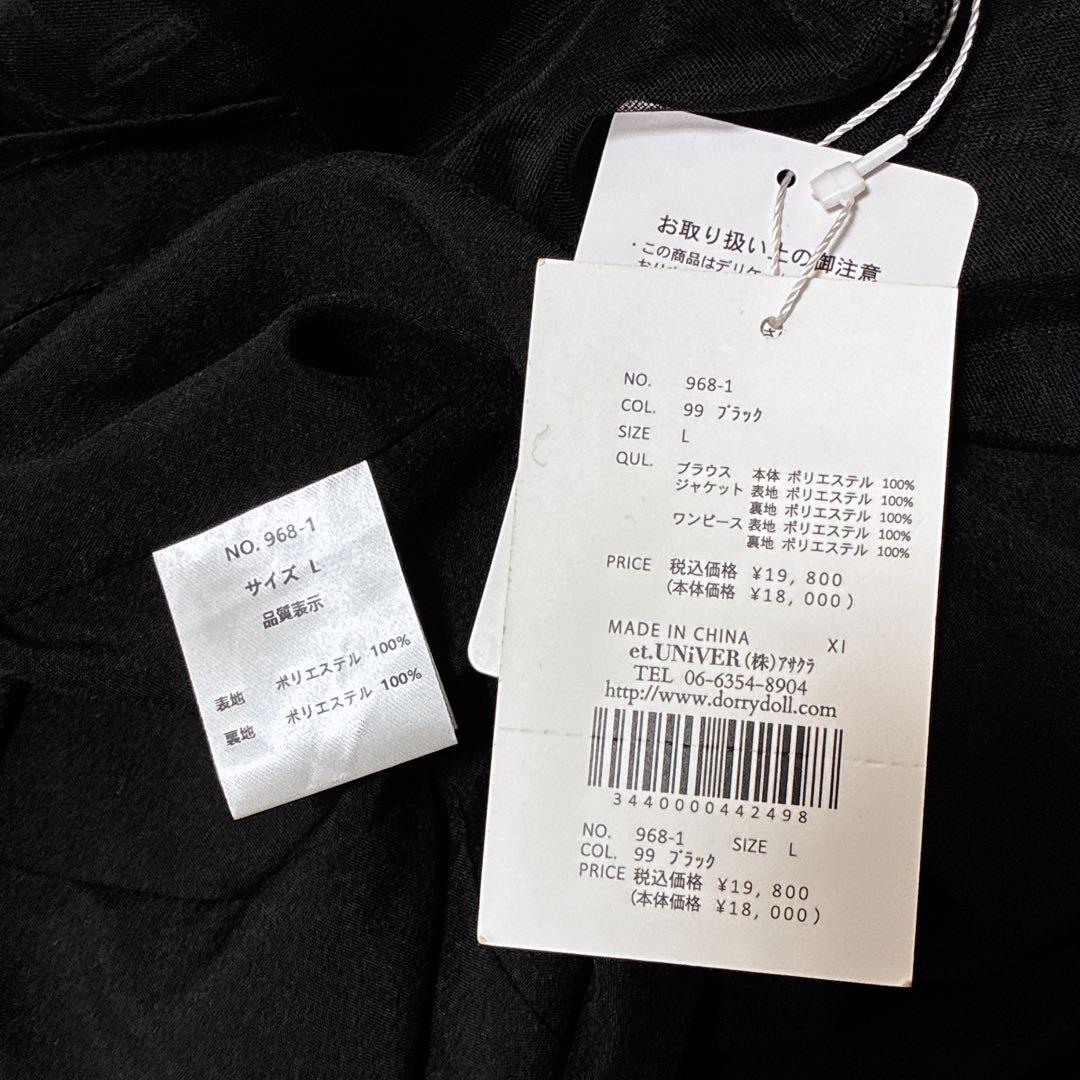 お取り扱い上の御注意
・この商品はデリケ
NO. 968-1
COL. 99 ブラック
SIZE L
QUL. ブラウス 本体 ポリエステル 100%
ジャケット 表地 ポリエステル 100%
裏地 ポリエステル 100%
ワンピース 表地 ポリエステル 100%
裏地 ポリエステル 100%
PRICE 税込価格 ¥19,800
(本体価格 ¥18,000)
MADE IN CHINA XI
et.UNiVER(株)アサクラ
TEL 06-6354-8904
http://www.dorrydoll.com
3440000442498
NO. 968-1 SIZE L
COL. 99 ブラック
PRICE 税込価格 ¥19,800
(本体価格 ¥18,000)
NO. 968-1
サイズ L
品質表示
表地 ポリエステル 100%
裏地 ポリエステル 100%